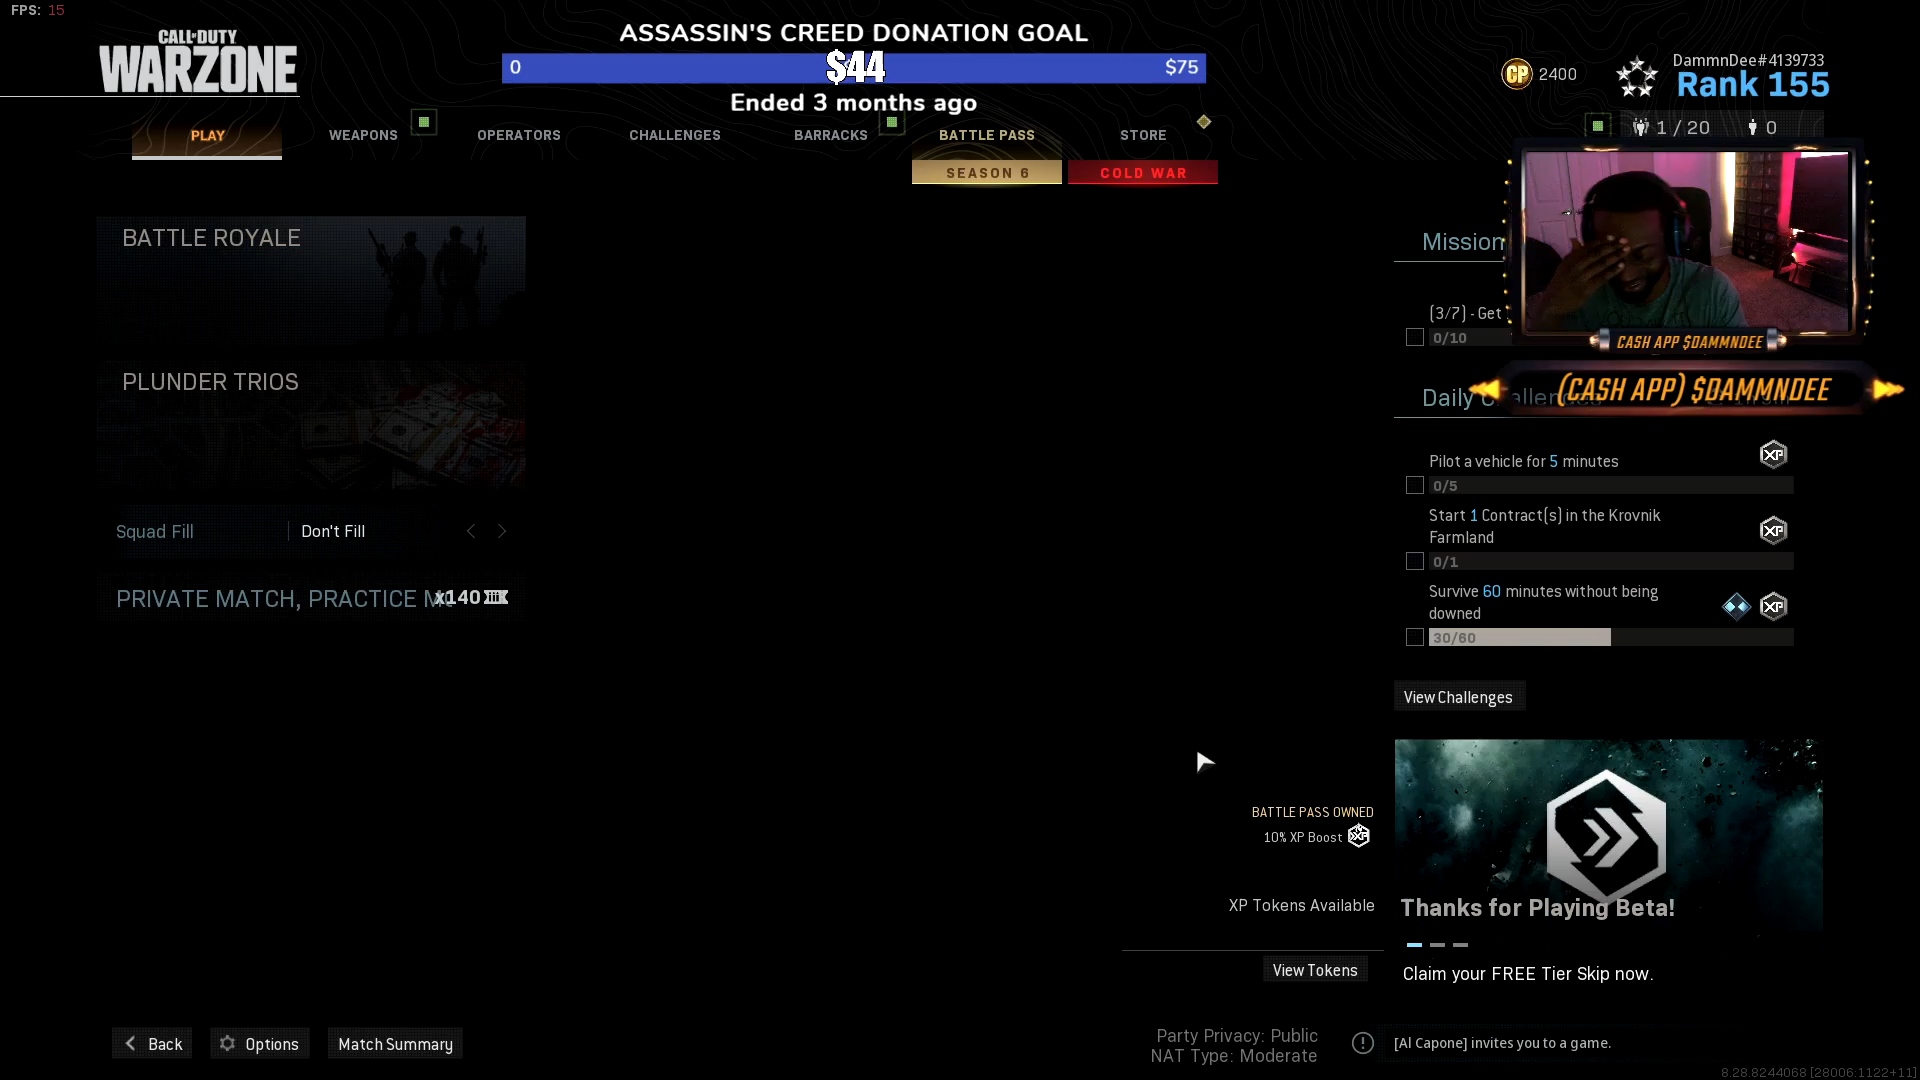 FPS: 15
ASSASSIN'S CREED DONATION GOAL
CALL OF DUTY
WARZONE
0
$44
$75
Ended 3 months ago
CP 2400
DammnDee#4139733
Rank 155
1 / 20
0
PLAY
WEAPONS
OPERATORS
CHALLENGES
BARRACKS
BATTLE PASS
STORE
SEASON 6
COLD WAR
BATTLE ROYALE
PLUNDER TRIOS
Squad Fill
Don't Fill
PRIVATE MATCH, PRACTICE M
x140
Mission
(3/7) - Get
0/10
CASH APP $DAMMNDEE
(CASH APP) $DAMMNDEE
Daily Challenges
Pilot a vehicle for 5 minutes
XP
0/5
Start 1 Contract(s) in the Krovnik
Farmland
XP
0/1
Survive 60 minutes without being
downed
XP
30/60
View Challenges
BATTLE PASS OWNED
10% XP Boost XP
XP Tokens Available
View Tokens
Thanks for Playing Beta!
Claim your FREE Tier Skip now.
Back
Options
Match Summary
Party Privacy: Public
NAT Type: Moderate
[Al Capone] invites you to a game.
8.28.8244068 [28006:1122+11]